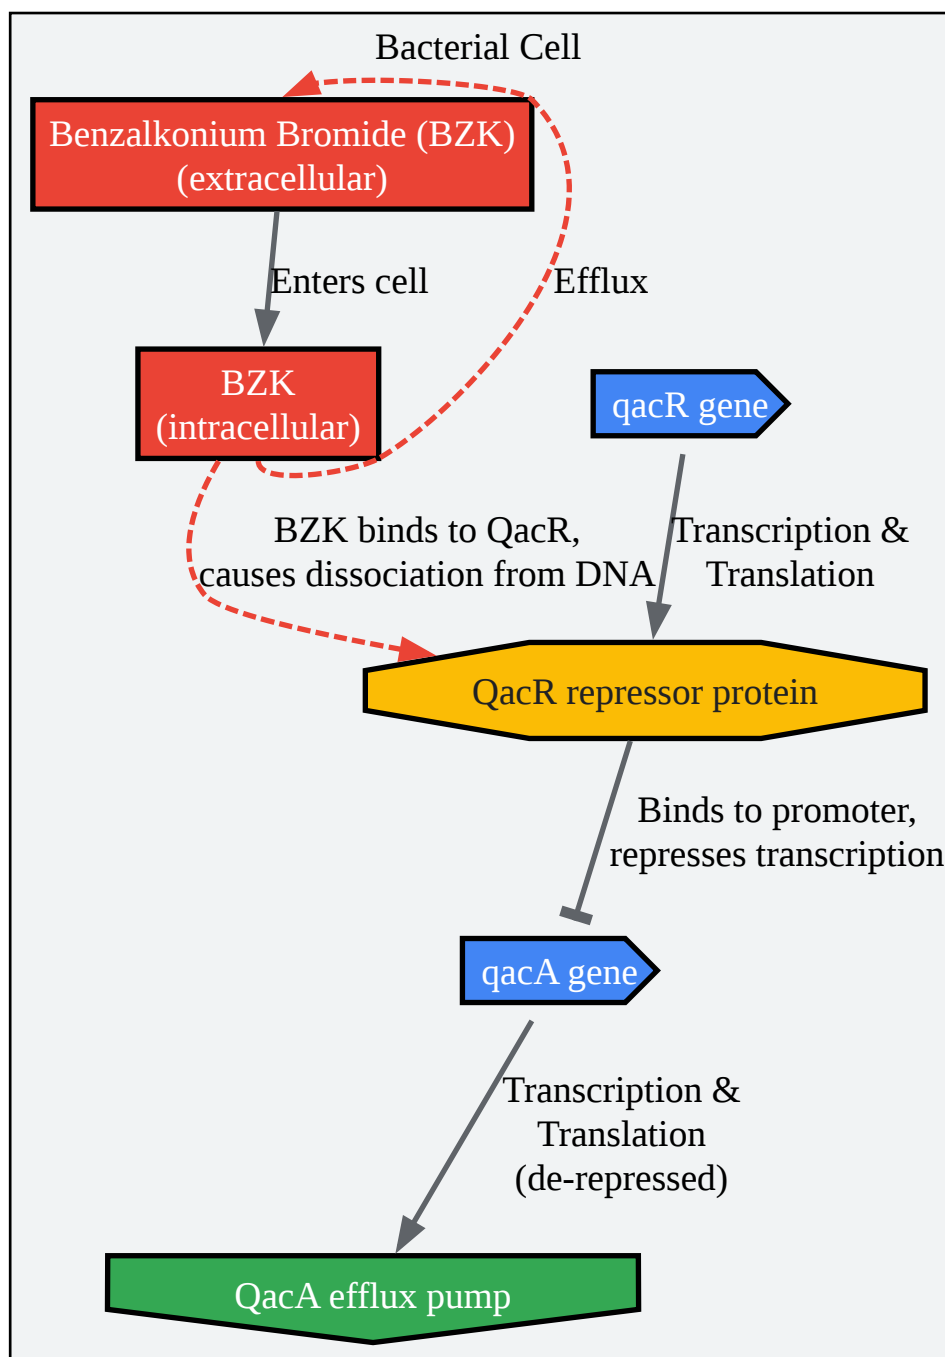 Bacterial Cell
Benzalkonium Bromide (BZK)
(extracellular)
Enters cell
Efflux
BZK
(intracellular)
qacR gene
BZK binds to QacR,
causes dissociation from DNA
Transcription &
Translation
QacR repressor protein
Binds to promoter,
represses transcription
qacA gene
Transcription &
Translation
(de-repressed)
QacA efflux pump